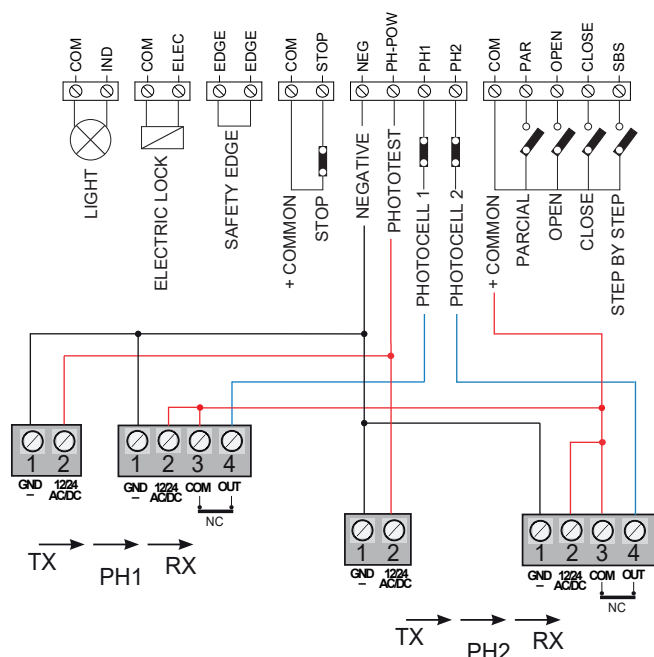 COM IND
COM ELEC
EDGE EDGE
COM STOP
NEG PH-POW PH1 PH2
COM PAR OPEN CLOSE SBS
LIGHT
ELECTRIC LOCK
SAFETY EDGE
+ COMMON
STOP
NEGATIVE
PHOTOTEST
PHOTOCELL 1
PHOTOCELL 2
+ COMMON
PARCIAL
OPEN
CLOSE
STEP BY STEP
1 2
GND 12/24
– AC/DC
1 2 3 4
GND 12/24 COM OUT
– AC/DC
NC
TX PH1 RX
1 2
GND 12/24
– AC/DC
1 2 3 4
GND 12/24 COM OUT
– AC/DC
NC
TX PH2 RX